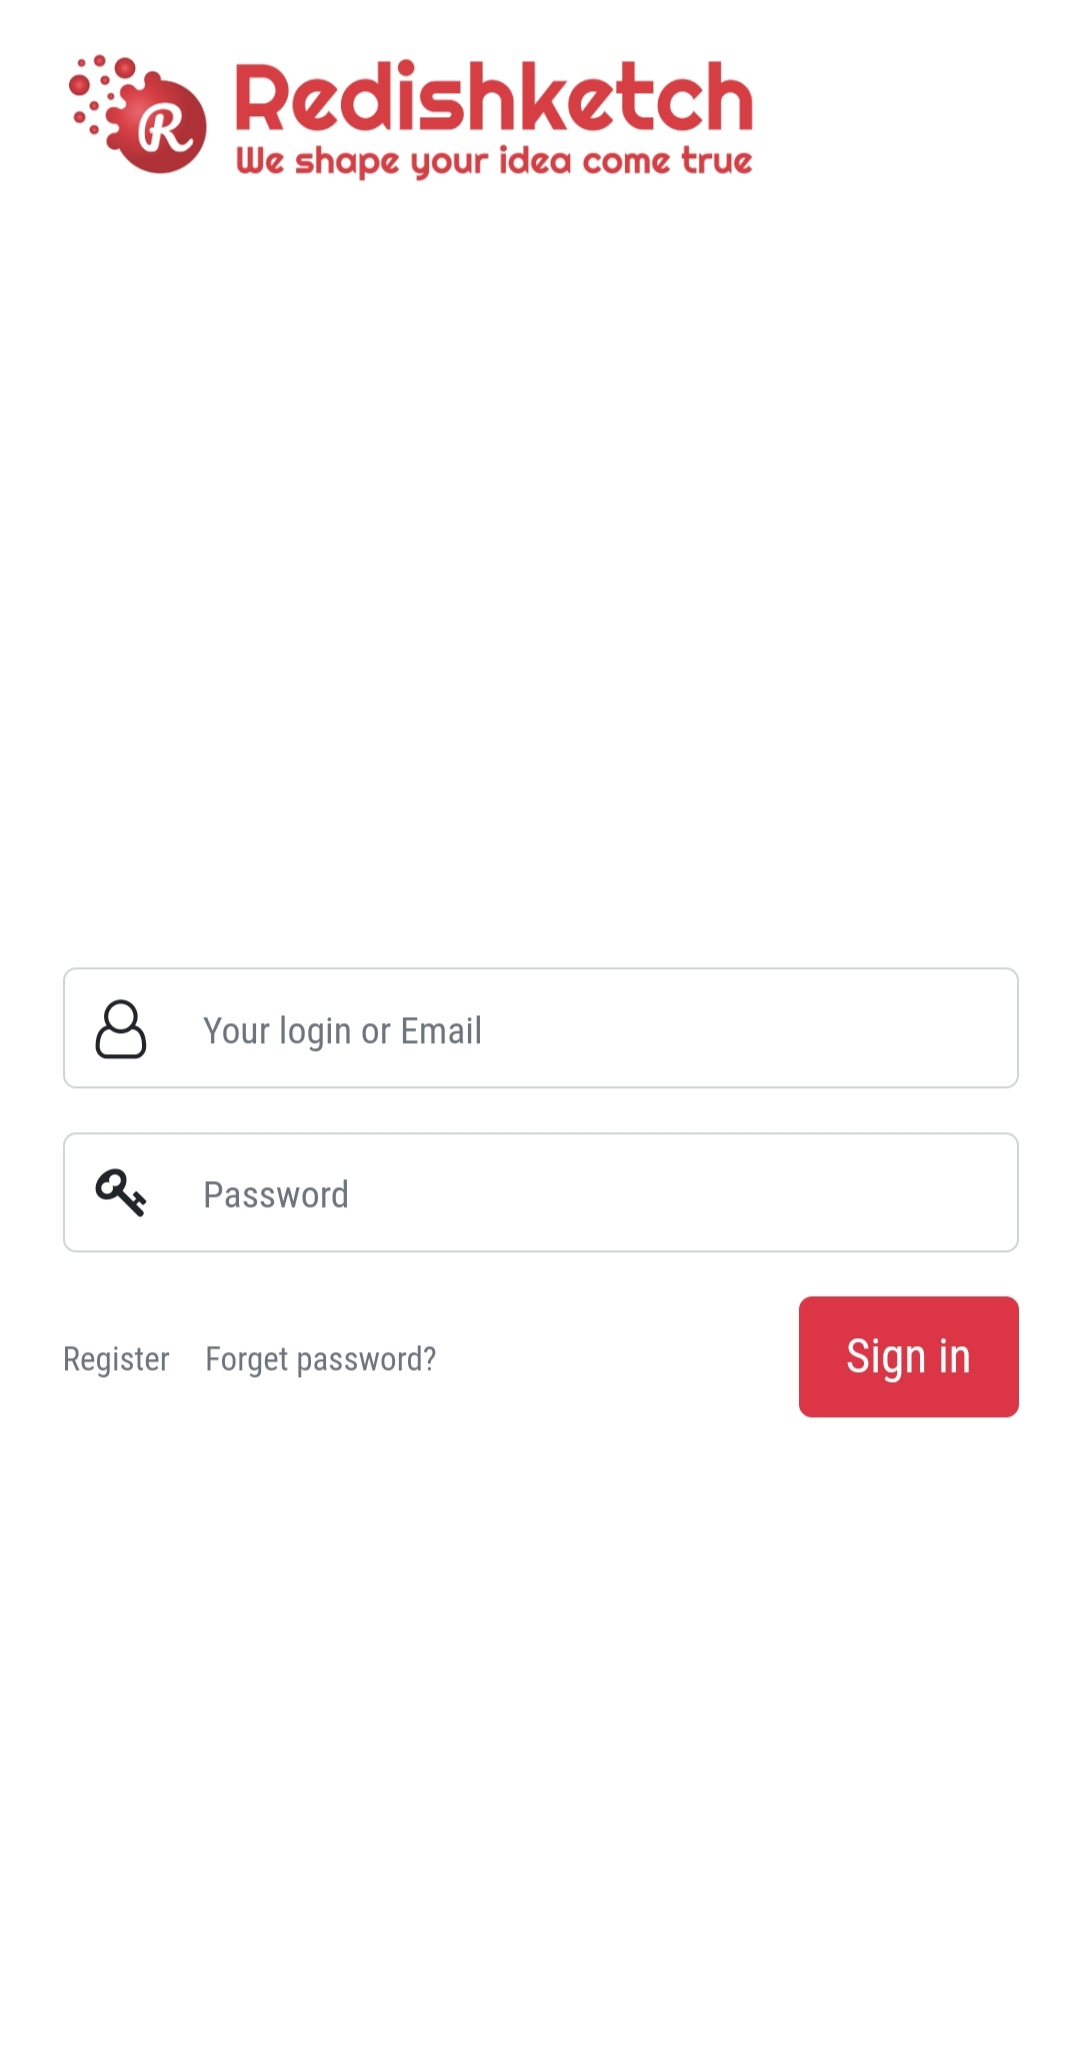 R
Redishketch
We shape your idea come true
Your login or Email
Password
Register Forget password?
Sign in